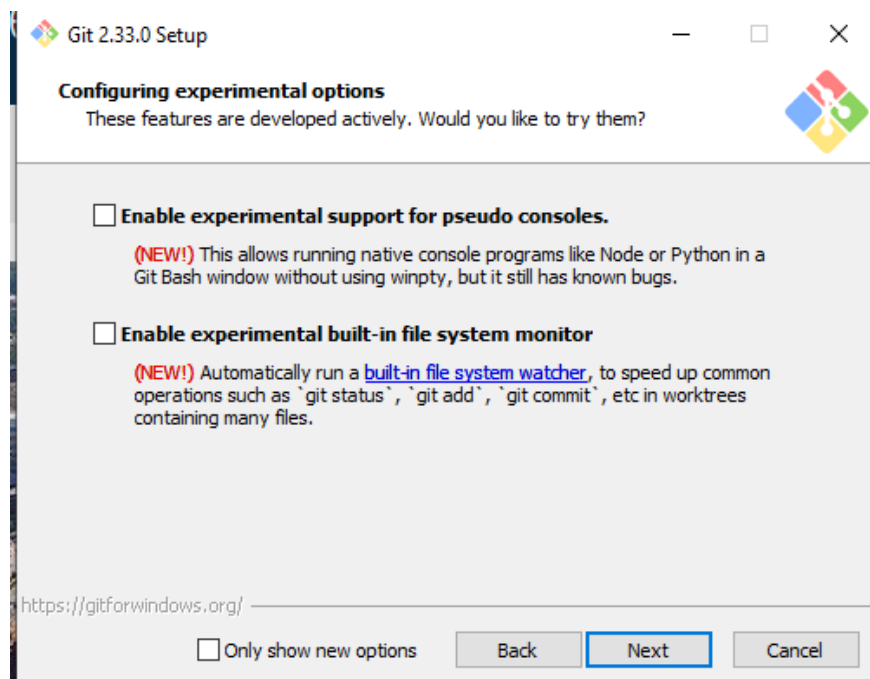 Git 2.33.0 Setup
Configuring experimental options
These features are developed actively. Would you like to try them?
Enable experimental support for pseudo consoles.
(NEW!) This allows running native console programs like Node or Python in a
Git Bash window without using winpty, but it still has known bugs.
Enable experimental built-in file system monitor
(NEW!) Automatically run a built-in file system watcher, to speed up common
operations such as `git status`, `git add`, `git commit`, etc in worktrees
containing many files.
https://gitforwindows.org/
Only show new options
Back
Next
Cancel